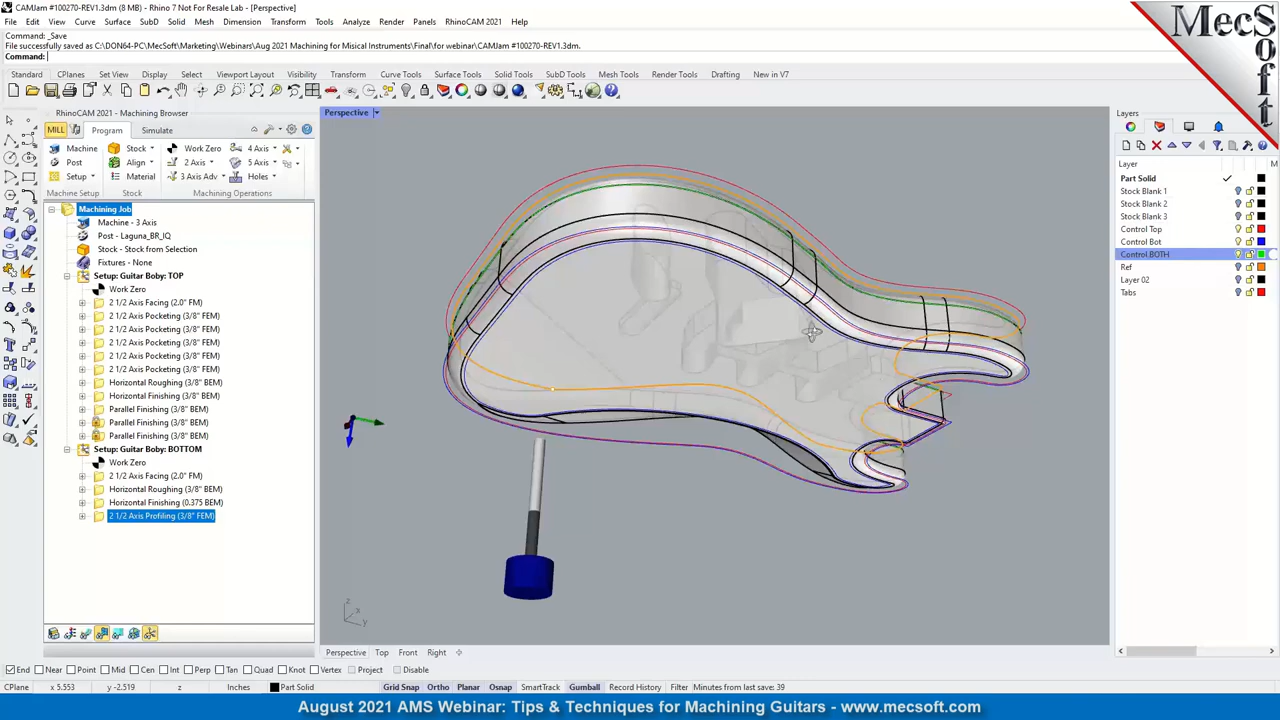 CAMJam #100270-REV1.3dm (8 MB) - Rhino 7 Not For Resale Lab - [Perspective]
File Edit View Curve Surface SubD Solid Mesh Dimension Transform Tools Analyze Render Panels RhinoCAM 2021 Help
Command: _Save
File successfully saved as C:\DON64-PC\MecSoft\Marketing\Webinars\Aug 2021 Machining for Misical Instruments\Final\for webinar\CAMJam #100270-REV1.3dm.
Command:
Standard CPlanes Set View Display Select Viewport Layout Visibility Transform Curve Tools Surface Tools Solid Tools SubD Tools Mesh Tools Render Tools Drafting New in V7
RhinoCAM 2021 - Machining Browser
MILL Program Simulate
Machine Stock Work Zero 4 Axis
Post Align 2 Axis 5 Axis
Setup Material 3 Axis Adv Holes
Machine Setup Stock Machining Operations
Machining Job
Machine - 3 Axis
Post - Laguna_BR_IQ
Stock - Stock from Selection
Fixtures - None
Setup: Guitar Boby: TOP
Work Zero
2 1/2 Axis Facing (2.0" FM)
2 1/2 Axis Pocketing (3/8" FEM)
2 1/2 Axis Pocketing (3/8" FEM)
2 1/2 Axis Pocketing (3/8" FEM)
2 1/2 Axis Pocketing (3/8" FEM)
2 1/2 Axis Pocketing (3/8" FEM)
Horizontal Roughing (3/8" BEM)
Horizontal Finishing (3/8" BEM)
Parallel Finishing (3/8" BEM)
Parallel Finishing (3/8" BEM)
Parallel Finishing (3/8" BEM)
Setup: Guitar Boby: BOTTOM
Work Zero
2 1/2 Axis Facing (2.0" FM)
Horizontal Roughing (3/8" BEM)
Horizontal Finishing (0.375 BEM)
2 1/2 Axis Profiling (3/8" FEM)
Perspective
z
x
y
Perspective Top Front Right
Layers
Layer M
Part Solid
Stock Blank 1
Stock Blank 2
Stock Blank 3
Control Top
Control Bot
Control BOTH
Ref
Layer 02
Tabs
MecSoft
End Near Point Mid Cen Int Perp Tan Quad Knot Vertex Project Disable
CPlane x 5.553 y -2.519 z Inches Part Solid Grid Snap Ortho Planar Osnap SmartTrack Gumball Record History Filter Minutes from last save: 39
August 2021 AMS Webinar: Tips & Techniques for Machining Guitars - www.mecsoft.com